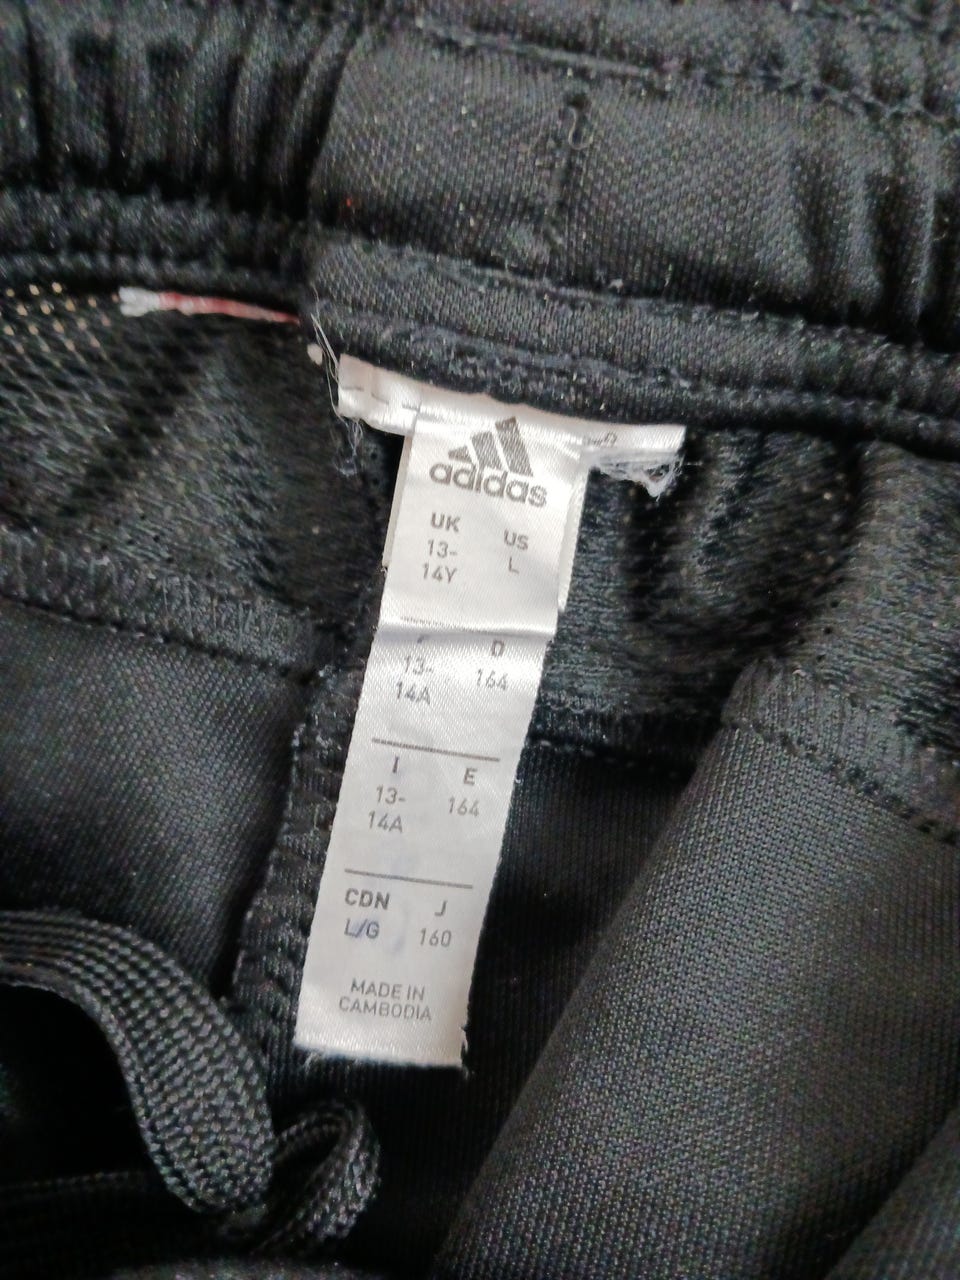 adidas
UK US
13-
14Y L
F D
13-
14A 164
I E
13-
14A 164
CDN J
L/G 160
MADE IN
CAMBODIA